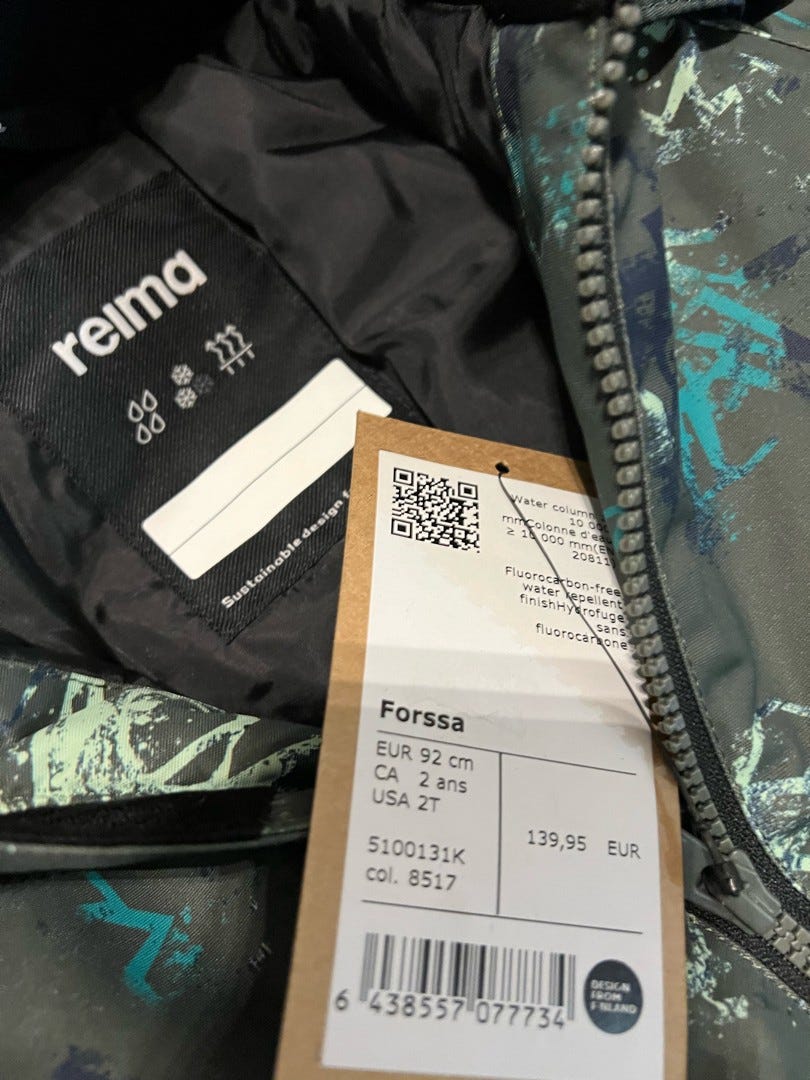 reima
Sustainable design f
Water column
10 000
mmColonne d'eau
≥ 10 000 mm(E
20811
Fluorocarbon-free
water repellent
finishHydrofuge
sans
fluorocarbone
Forssa
EUR 92 cm
CA 2 ans
USA 2T
5100131K
col. 8517
139,95 EUR
6 438557 077734
DESIGN
FROM
FINLAND